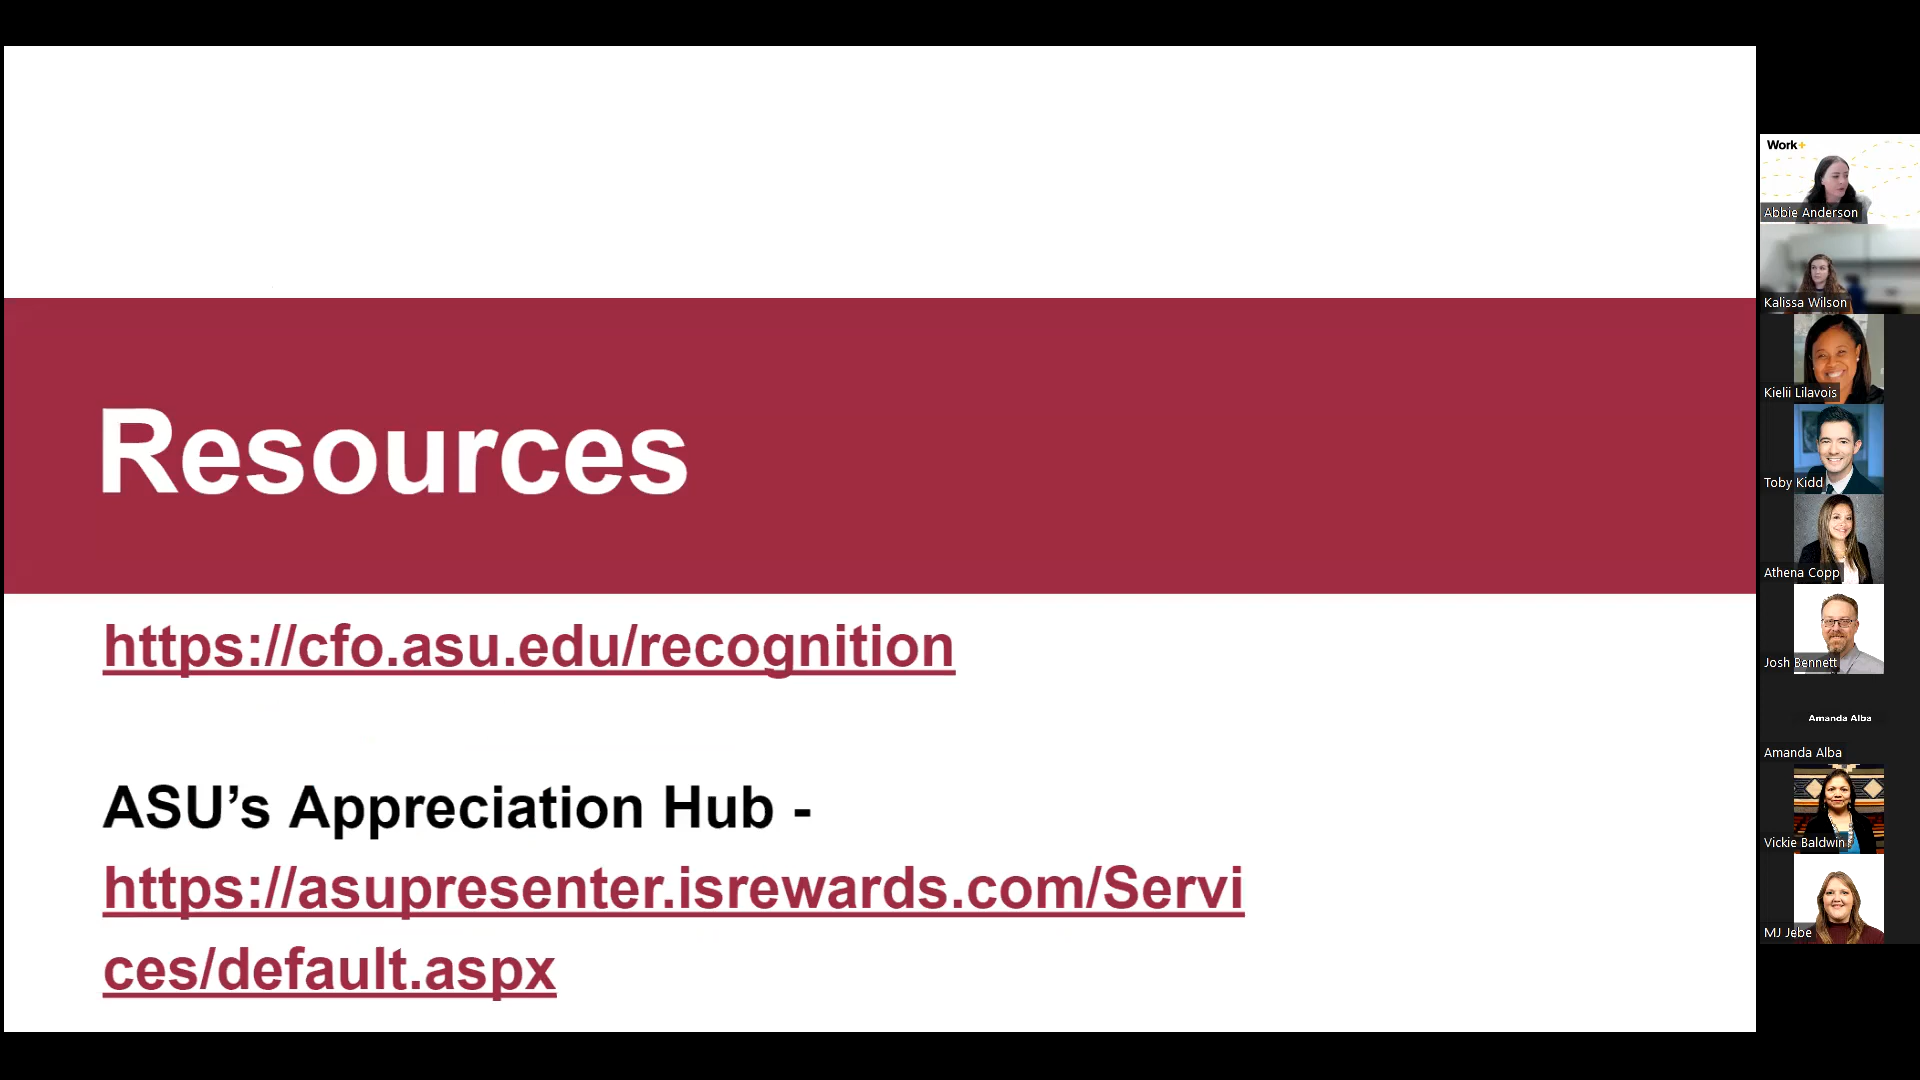 Resources
https://cfo.asu.edu/recognition
ASU’s Appreciation Hub -
https://asupresenter.isrewards.com/Servi
ces/default.aspx
Work+
Abbie Anderson
Kalissa Wilson
Kielii Lilavois
Toby Kidd
Athena Copp
Josh Bennett
Amanda Alba
Amanda Alba
Vickie Baldwin
MJ Jebe